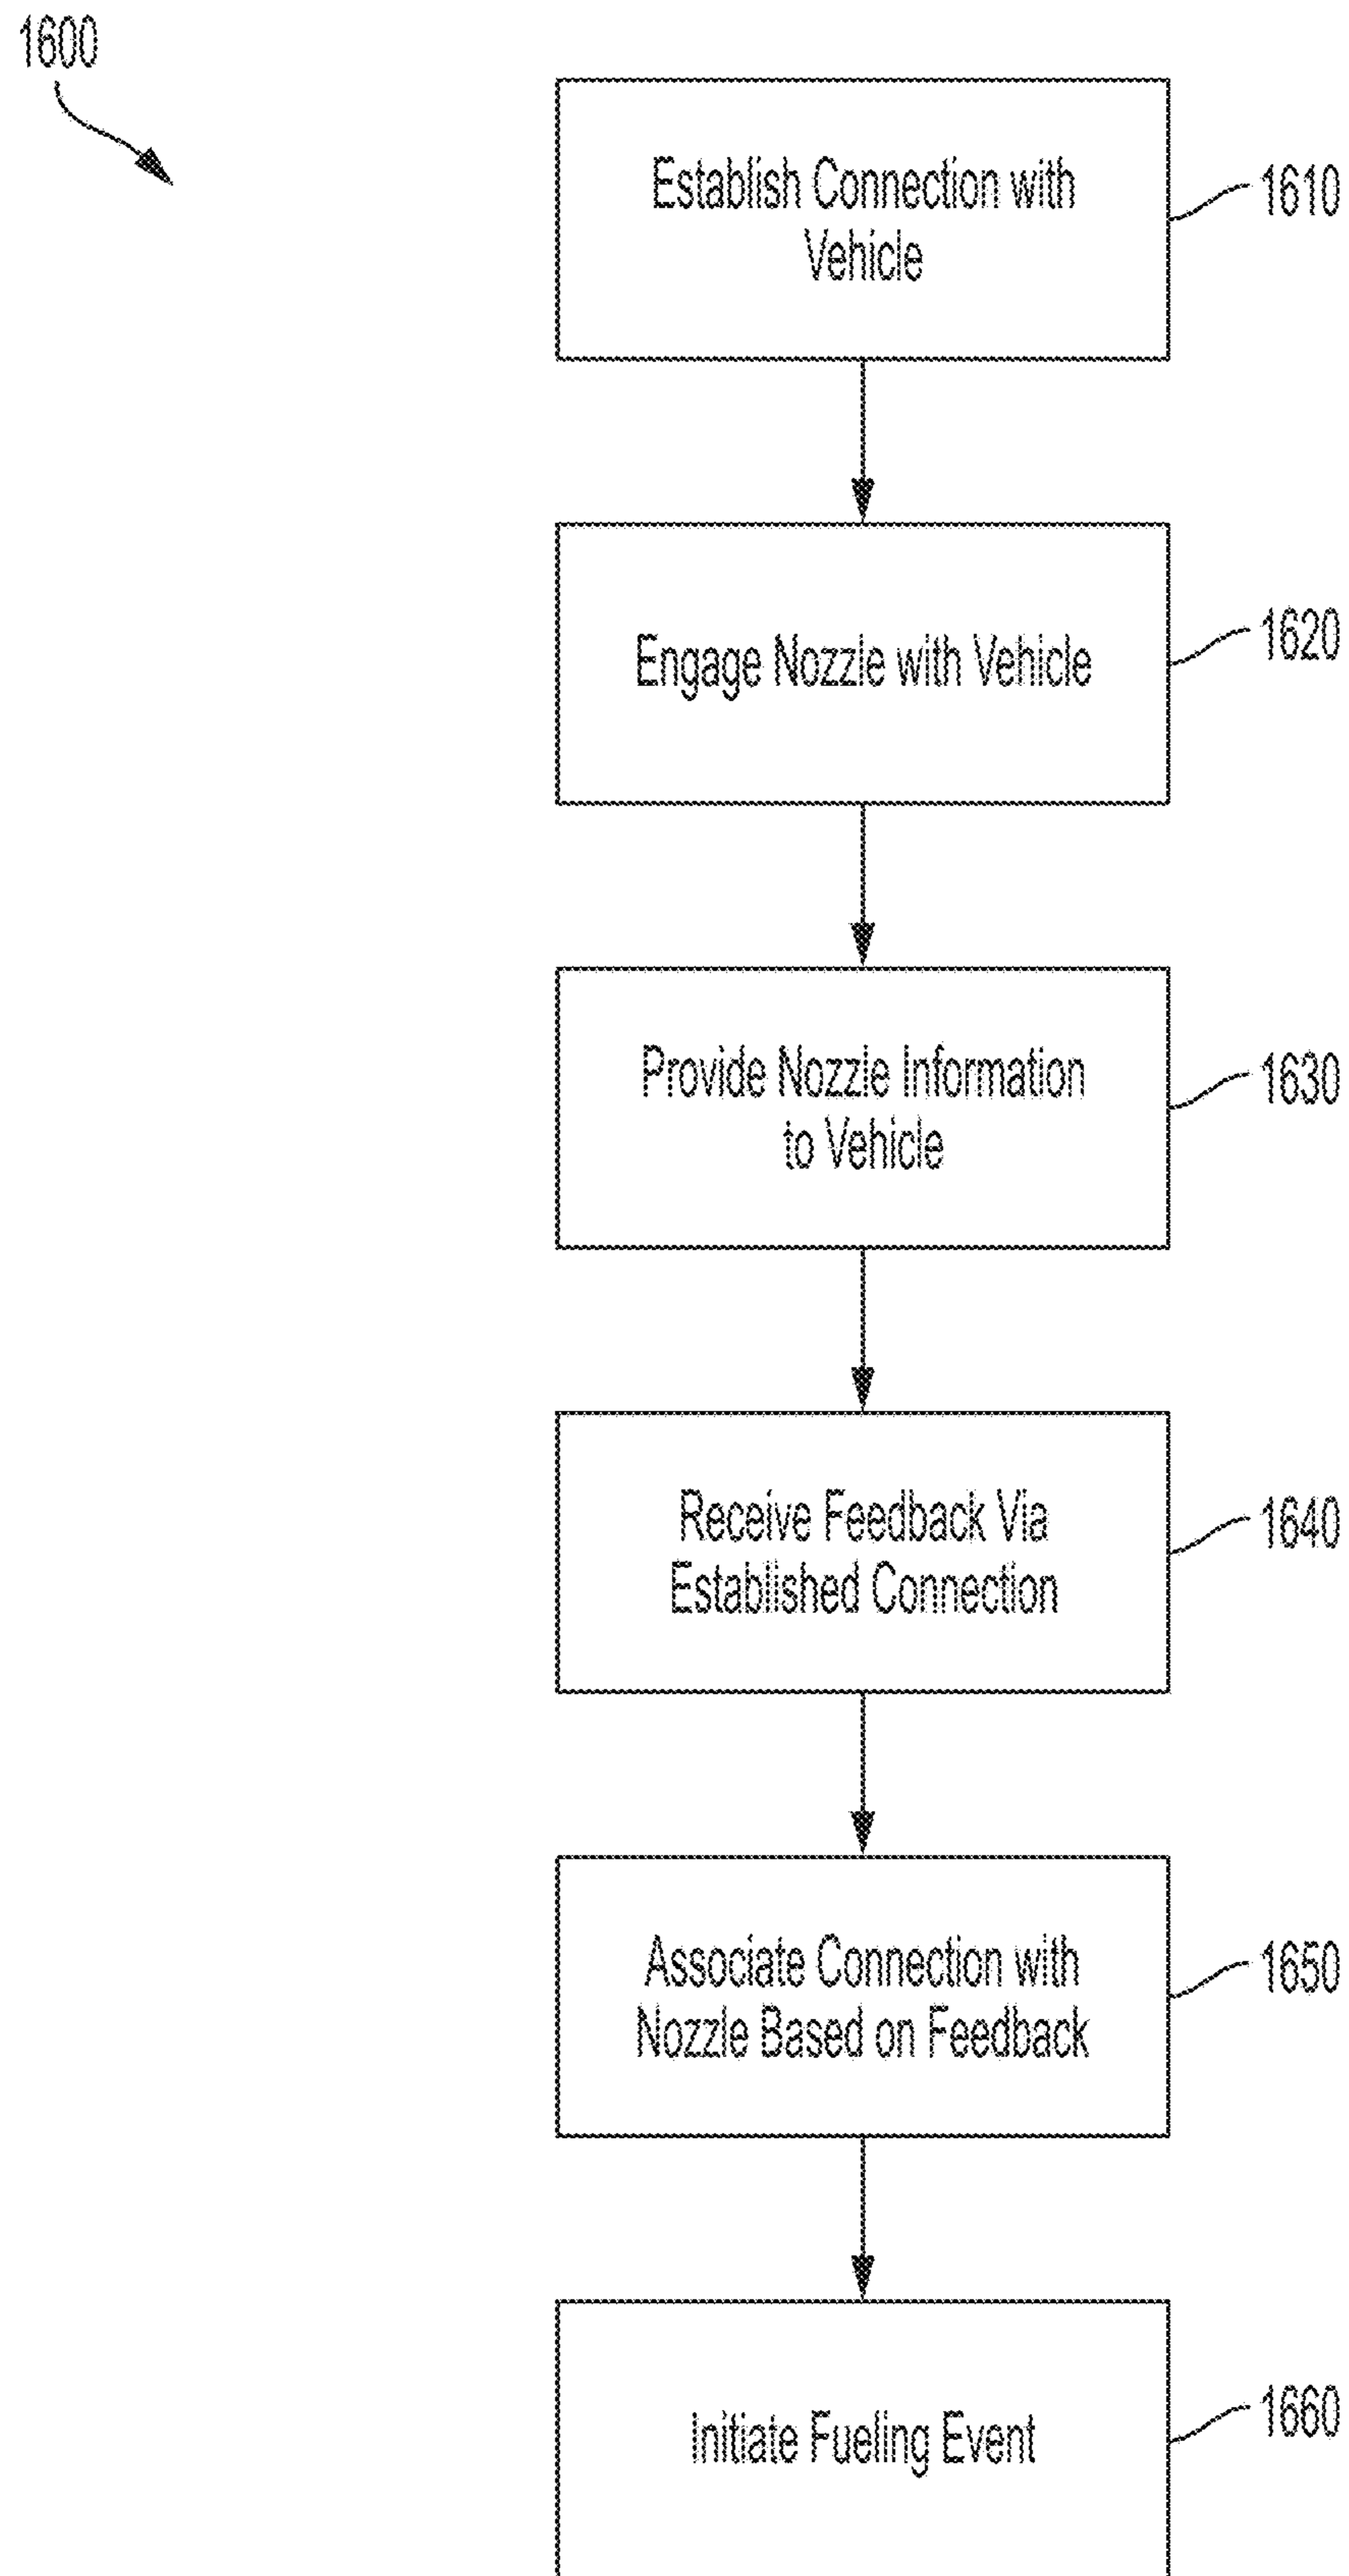 1600
Establish Connection with
Vehicle
1610
Engage Nozzle with Vehicle
1620
Provide Nozzle Information
to Vehicle
1630
Receive Feedback Via
Established Connection
1640
Associate Connection with
Nozzle Based on Feedback
1650
Initiate Fueling Event
1660